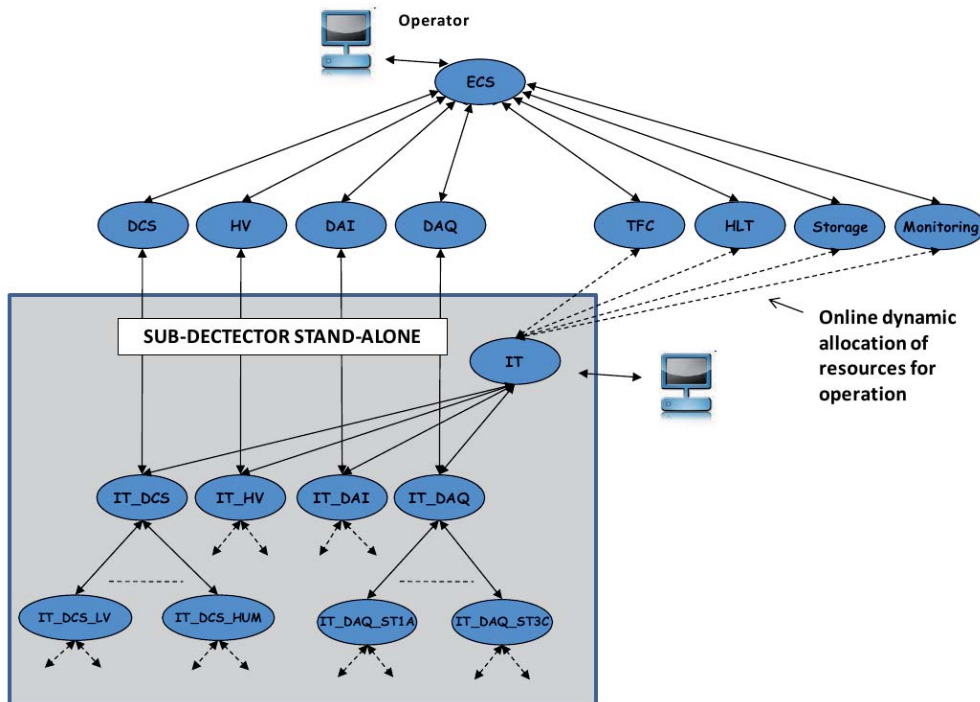 Operator
ECS
DCS
HV
DAI
DAQ
TFC
HLT
Storage
Monitoring
SUB-DECTECTOR STAND-ALONE
IT
Online dynamic
allocation of
resources for
operation
IT_DCS
IT_HV
IT_DAI
IT_DAQ
IT_DCS_LV
IT_DCS_HUM
IT_DAQ_ST1A
IT_DAQ_ST3C